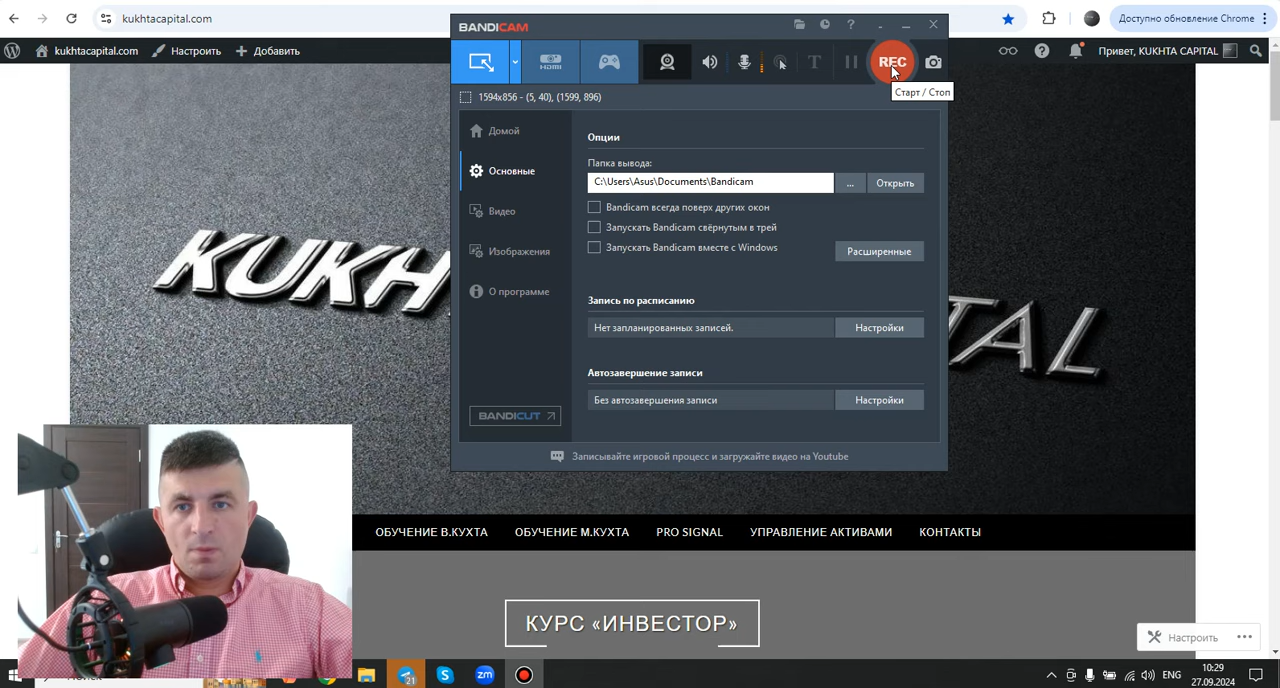 kukhtacapital.com
Доступно обновление Chrome
kukhtacapital.com
Настроить
Добавить
Привет, KUKHTA CAPITAL
BANDICAM
HDMI
T
REC
Старт / Стоп
1594x856 - (5, 40), (1599, 896)
Домой
Основные
Видео
Изображения
О программе
BANDICUT
Опции
Папка вывода:
C:\Users\Asus\Documents\Bandicam
...
Открыть
Bandicam всегда поверх других окон
Запускать Bandicam свёрнутым в трей
Запускать Bandicam вместе с Windows
Расширенные
Запись по расписанию
Нет запланированных записей.
Настройки
Автозавершение записи
Без автозавершения записи
Настройки
Записывайте игровой процесс и загружайте видео на Youtube
KUKH
TAL
ОБУЧЕНИЕ В.КУХТА
ОБУЧЕНИЕ М.КУХТА
PRO SIGNAL
УПРАВЛЕНИЕ АКТИВАМИ
КОНТАКТЫ
КУРС «ИНВЕСТОР»
Настроить
21
zm
ENG
10:29
27.09.2024